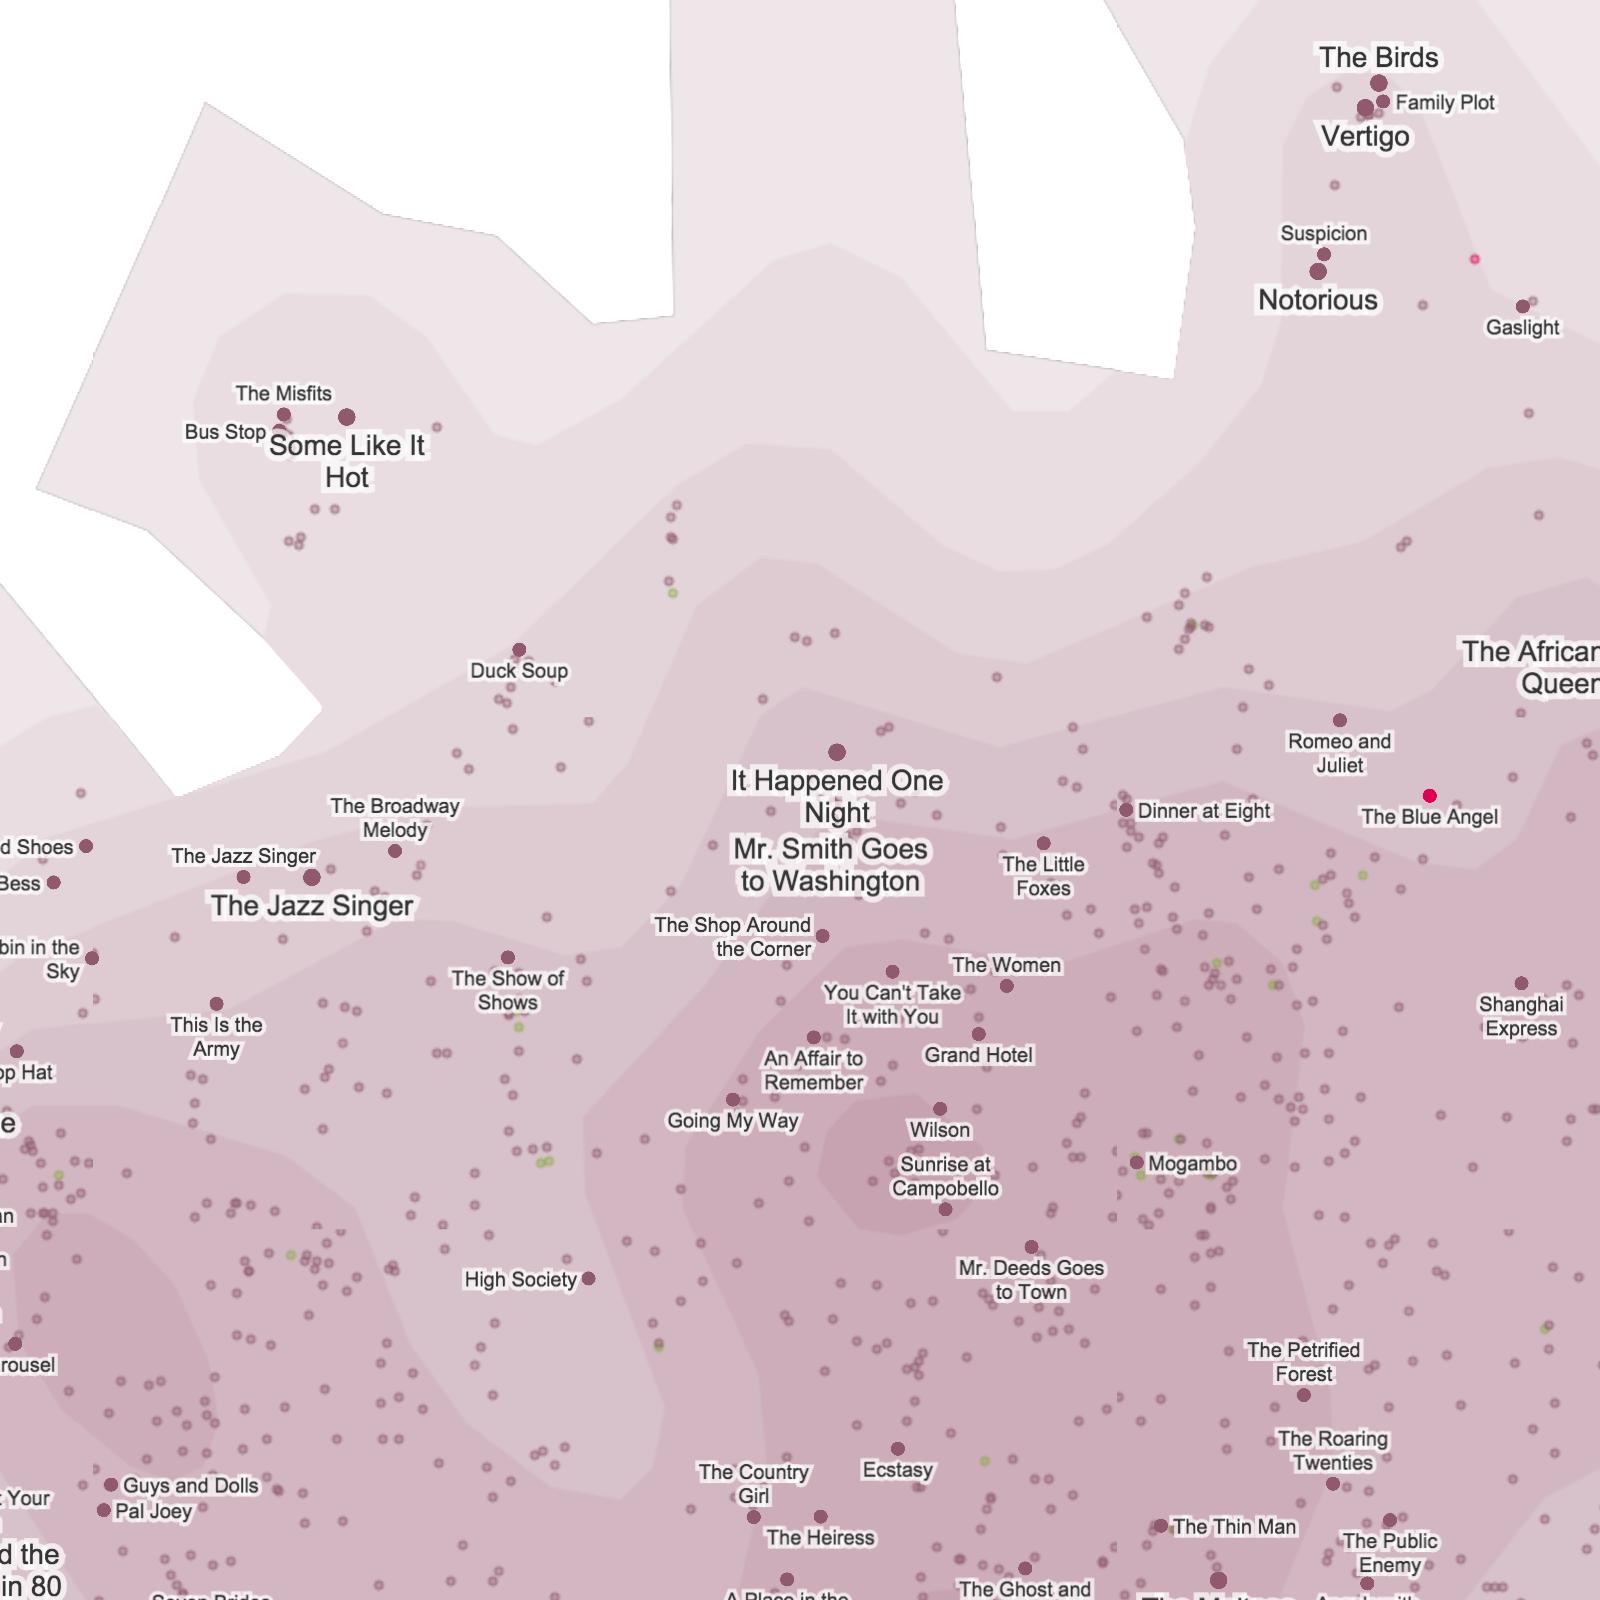 The Birds
Family Plot
Vertigo
Suspicion
Notorious
Gaslight
The Misfits
Bus Stop
Some Like It
Hot
Duck Soup
The African
Queen
Romeo and
Juliet
It Happened One
Night
The Blue Angel
Dinner at Eight
The Broadway
Melody
Mr. Smith Goes
to Washington
d Shoes
The Jazz Singer
The Little
Foxes
Bess
The Jazz Singer
The Shop Around
the Corner
bin in the
Sky
The Show of
Shows
The Women
You Can't Take
It with You
Shanghai
Express
This Is the
Army
Grand Hotel
An Affair to
Remember
op Hat
Going My Way
e
Wilson
Sunrise at
Campobello
Mogambo
an
n
High Society
Mr. Deeds Goes
to Town
rousel
The Petrified
Forest
The Roaring
Twenties
Ecstasy
The Country
Girl
Guys and Dolls
t Your
Pal Joey
The Heiress
The Thin Man
The Public
Enemy
d the
in 80
The Ghost and
A Place in the
Seven Brides